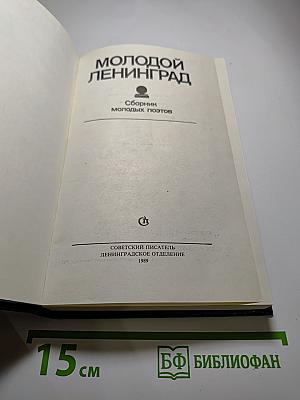 МОЛОДОЙ
ЛЕНИНГРАД
Сборник
молодых поэтов
СОВЕТСКИЙ ПИСАТЕЛЬ
ЛЕНИНГРАДСКОЕ ОТДЕЛЕНИЕ
1989
15 см
БФ БИБЛИОФАН